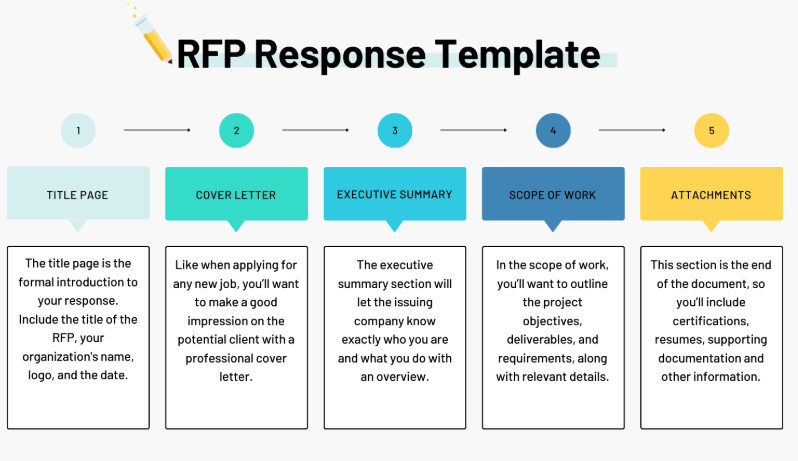 RFP Response Template
1
2
3
4
5
TITLE PAGE
COVER LETTER
EXECUTIVE SUMMARY
SCOPE OF WORK
ATTACHMENTS
The title page is the
formal introduction to
your response.
Include the title of the
RFP, your
organization's name,
logo, and the date.
Like when applying for
any new job, you'll want
to make a good
impression on the
potential client with a
professional cover
letter.
The executive
summary section will
let the issuing
company know
exactly who you are
and what you do with
an overview.
In the scope of work,
you'll want to outline
the project
objectives,
deliverables, and
requirements, along
with relevant details.
This section is the end
of the document, so
you'll include
certifications,
resumes, supporting
documentation and
other information.